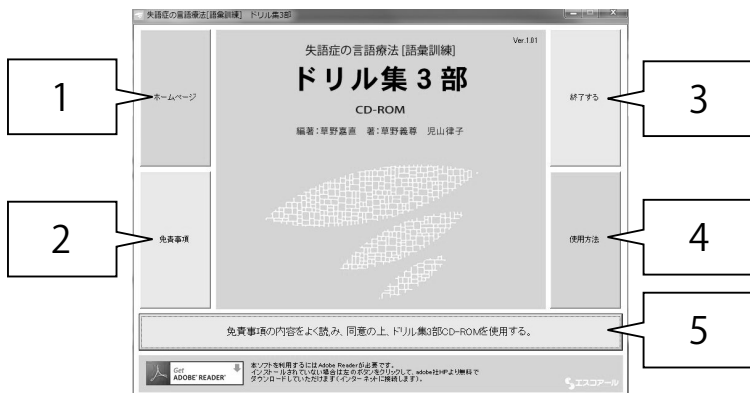 失語症の言語療法[語彙訓練] ドリル集3部
Ver.1.01
失語症の言語療法 [語彙訓練]
ドリル集 3 部
CD-ROM
編著:草野嘉直 著:草野義尊 児山律子
1
ホームページ
2
免責事項
3
終了する
4
使用方法
5
免責事項の内容をよく読み、同意の上、ドリル集3部CD-ROMを使用する。
Get
ADOBE® READER®
本ソフトを利用するにはAdobe Readerが必要です。
インストールされていない場合は左のボタンをクリックして、adobe社HPより無料で
ダウンロードしていただけます(インターネットに接続します)。
エスコアール